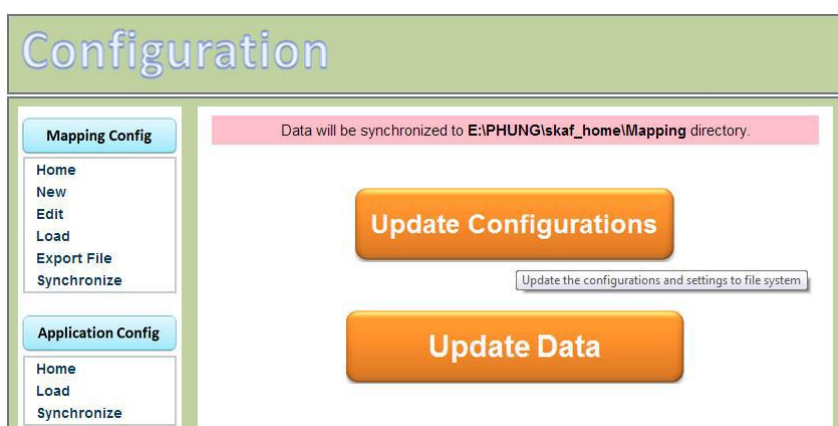 Configuration
Mapping Config
Home
New
Edit
Load
Export File
Synchronize
Application Config
Home
Load
Synchronize
Data will be synchronized to E:\PHUNG\skaf_home\Mapping directory.
Update Configurations
Update the configurations and settings to file system
Update Data